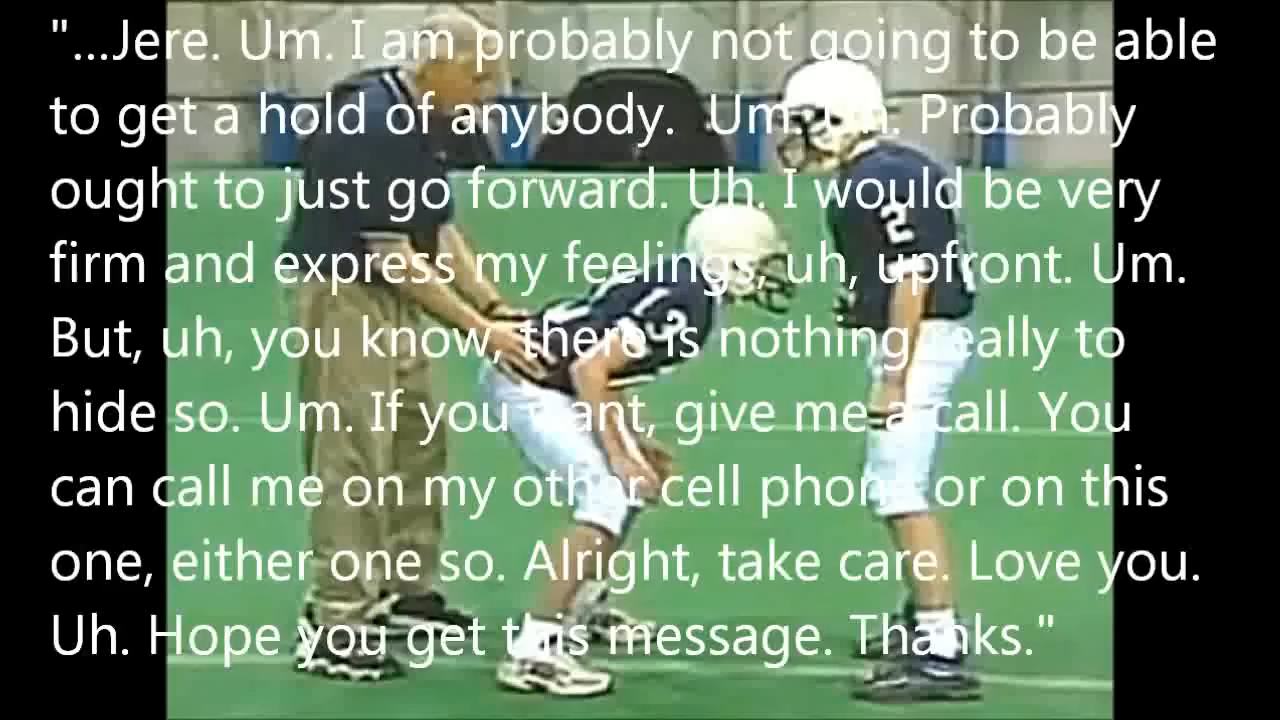 "...Jere. Um. I am probably not going to be able
to get a hold of anybody. Um. Uh. Probably
ought to just go forward. Uh. I would be very
firm and express my feelings, uh, upfront. Um.
But, uh, you know, there is nothing really to
hide so. Um. If you want, give me a call. You
can call me on my other cell phone or on this
one, either one so. Alright, take care. Love you.
Uh. Hope you get this message. Thanks."
2
13